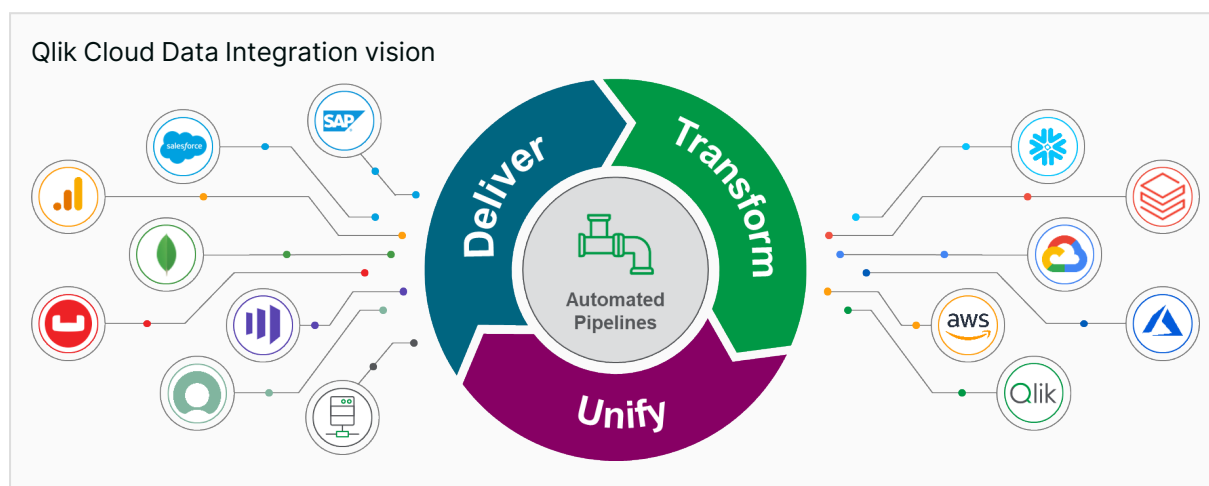 Qlik Cloud Data Integration vision
SAP
salesforce
Deliver
Transform
Automated
Pipelines
Unify
aws
Qlik